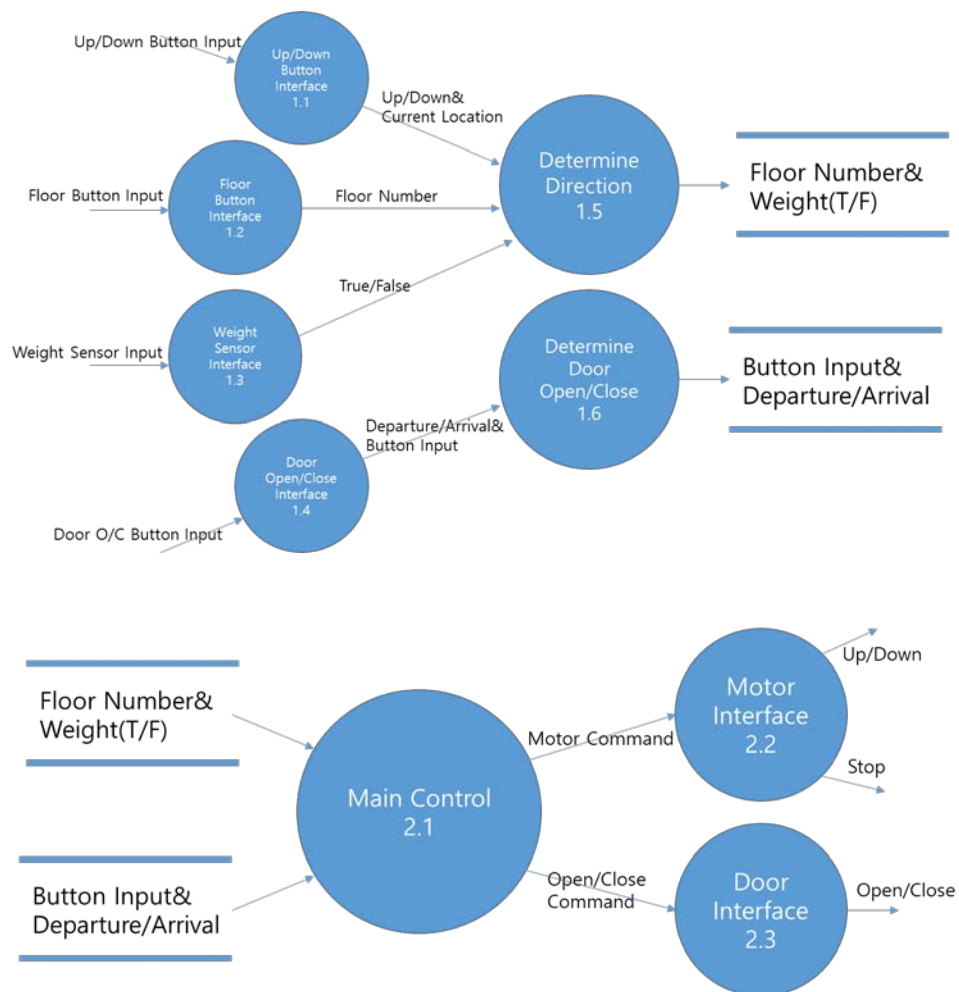 Up/Down Button Input
Up/Down
Button
Interface
1.1
Up/Down&
Current Location
Floor Button Input
Floor
Button
Interface
1.2
Floor Number
Determine
Direction
1.5
Floor Number&
Weight(T/F)
True/False
Weight Sensor Input
Weight
Sensor
Interface
1.3
Determine
Door
Open/Close
1.6
Button Input&
Departure/Arrival
Departure/Arrival&
Button Input
Door
Open/Close
Interface
1.4
Door O/C Button Input
Floor Number&
Weight(T/F)
Button Input&
Departure/Arrival
Main Control
2.1
Motor Command
Motor
Interface
2.2
Up/Down
Stop
Open/Close
Command
Door
Interface
2.3
Open/Close